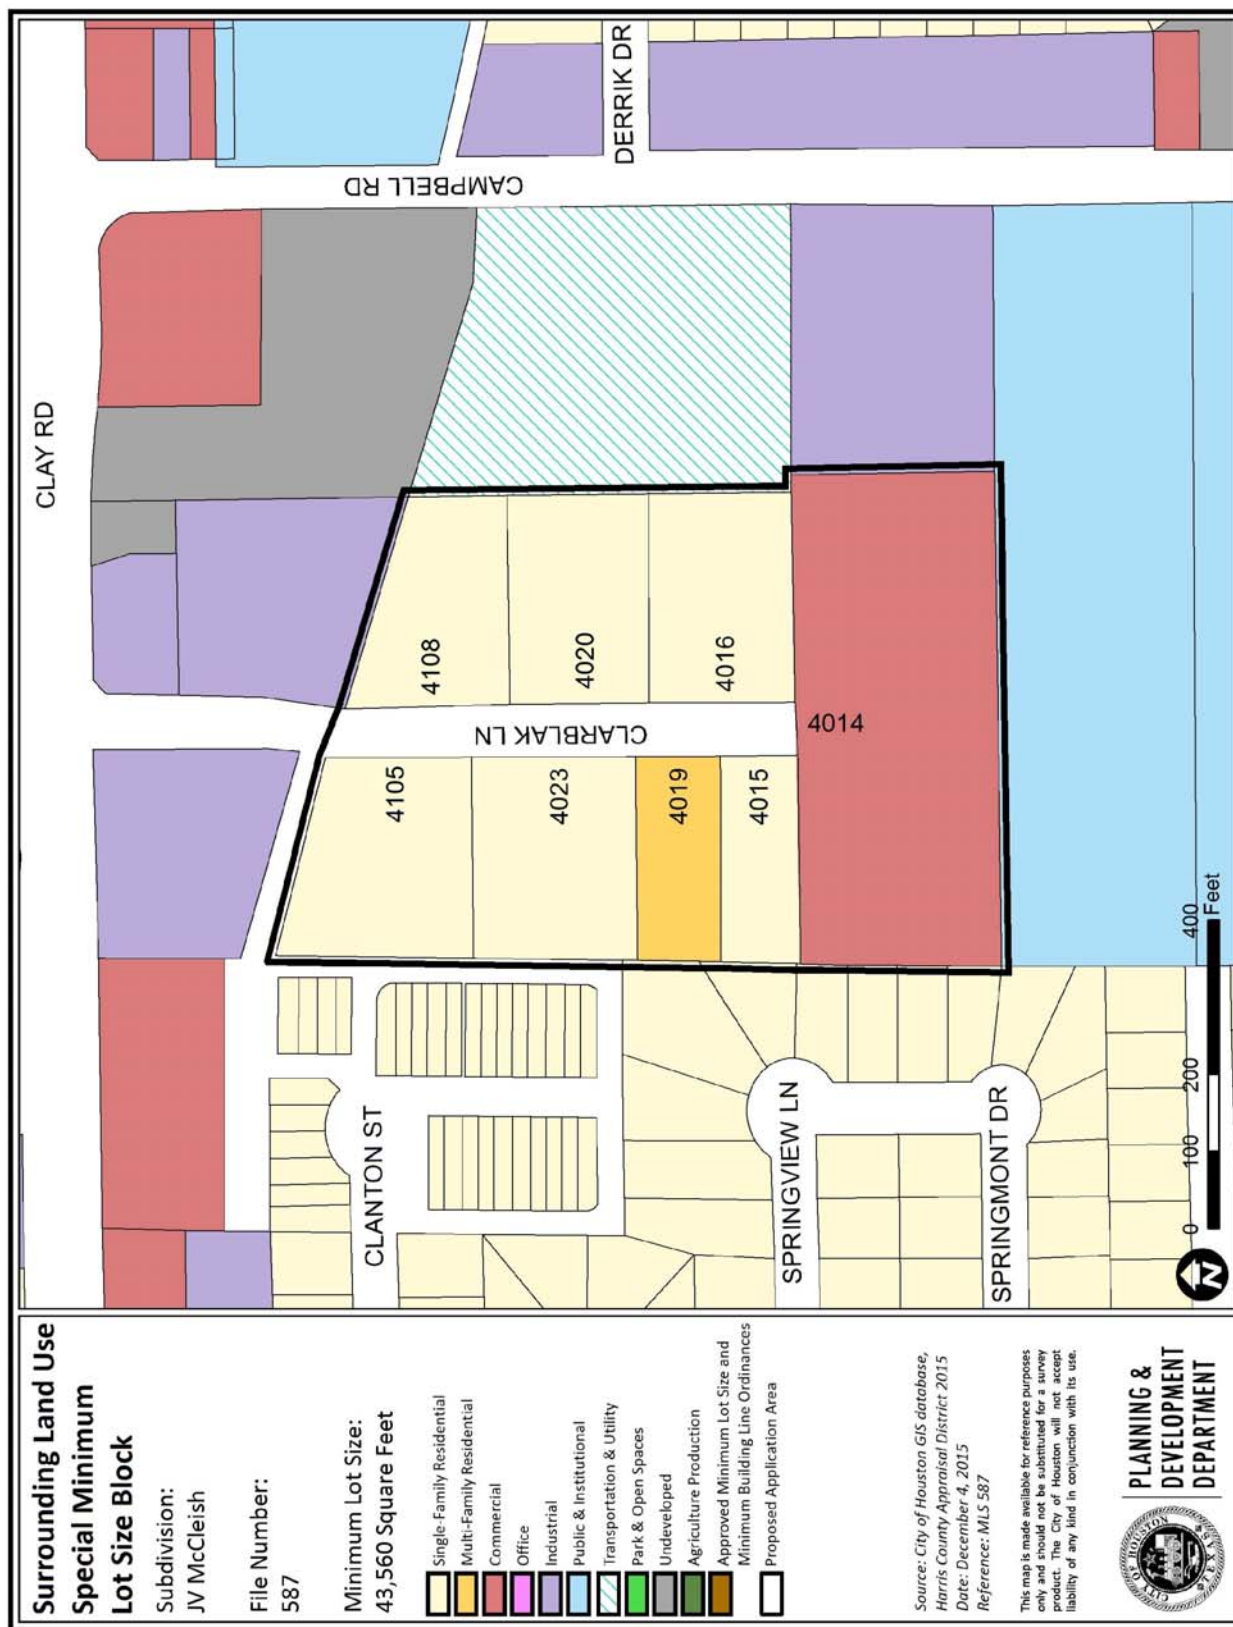 Surrounding Land Use
Special Minimum
Lot Size Block
Subdivision:
JV McCleish
File Number:
587
Minimum Lot Size:
43,560 Square Feet
Single-Family Residential
Multi-Family Residential
Commercial
Office
Industrial
Public & Institutional
Transportation & Utility
Park & Open Spaces
Undeveloped
Agriculture Production
Approved Minimum Lot Size and
Minimum Building Line Ordinances
Proposed Application Area
Source: City of Houston GIS database,
Harris County Appraisal District 2015
Date: December 4, 2015
Reference: MLS 587
This map is made available for reference purposes
only and should not be substituted for a survey
product. The City of Houston will not accept
liability of any kind in conjunction with its use.
CITY OF HOUSTON
TEXAS
PLANNING &
DEVELOPMENT
DEPARTMENT
CLAY RD
CAMPBELL RD
DERRIK DR
4108
4020
4016
CLARBLAK LN
4014
4105
4023
4019
4015
CLANTON ST
SPRINGVIEW LN
SPRINGMONT DR
N
0 100 200 400
Feet